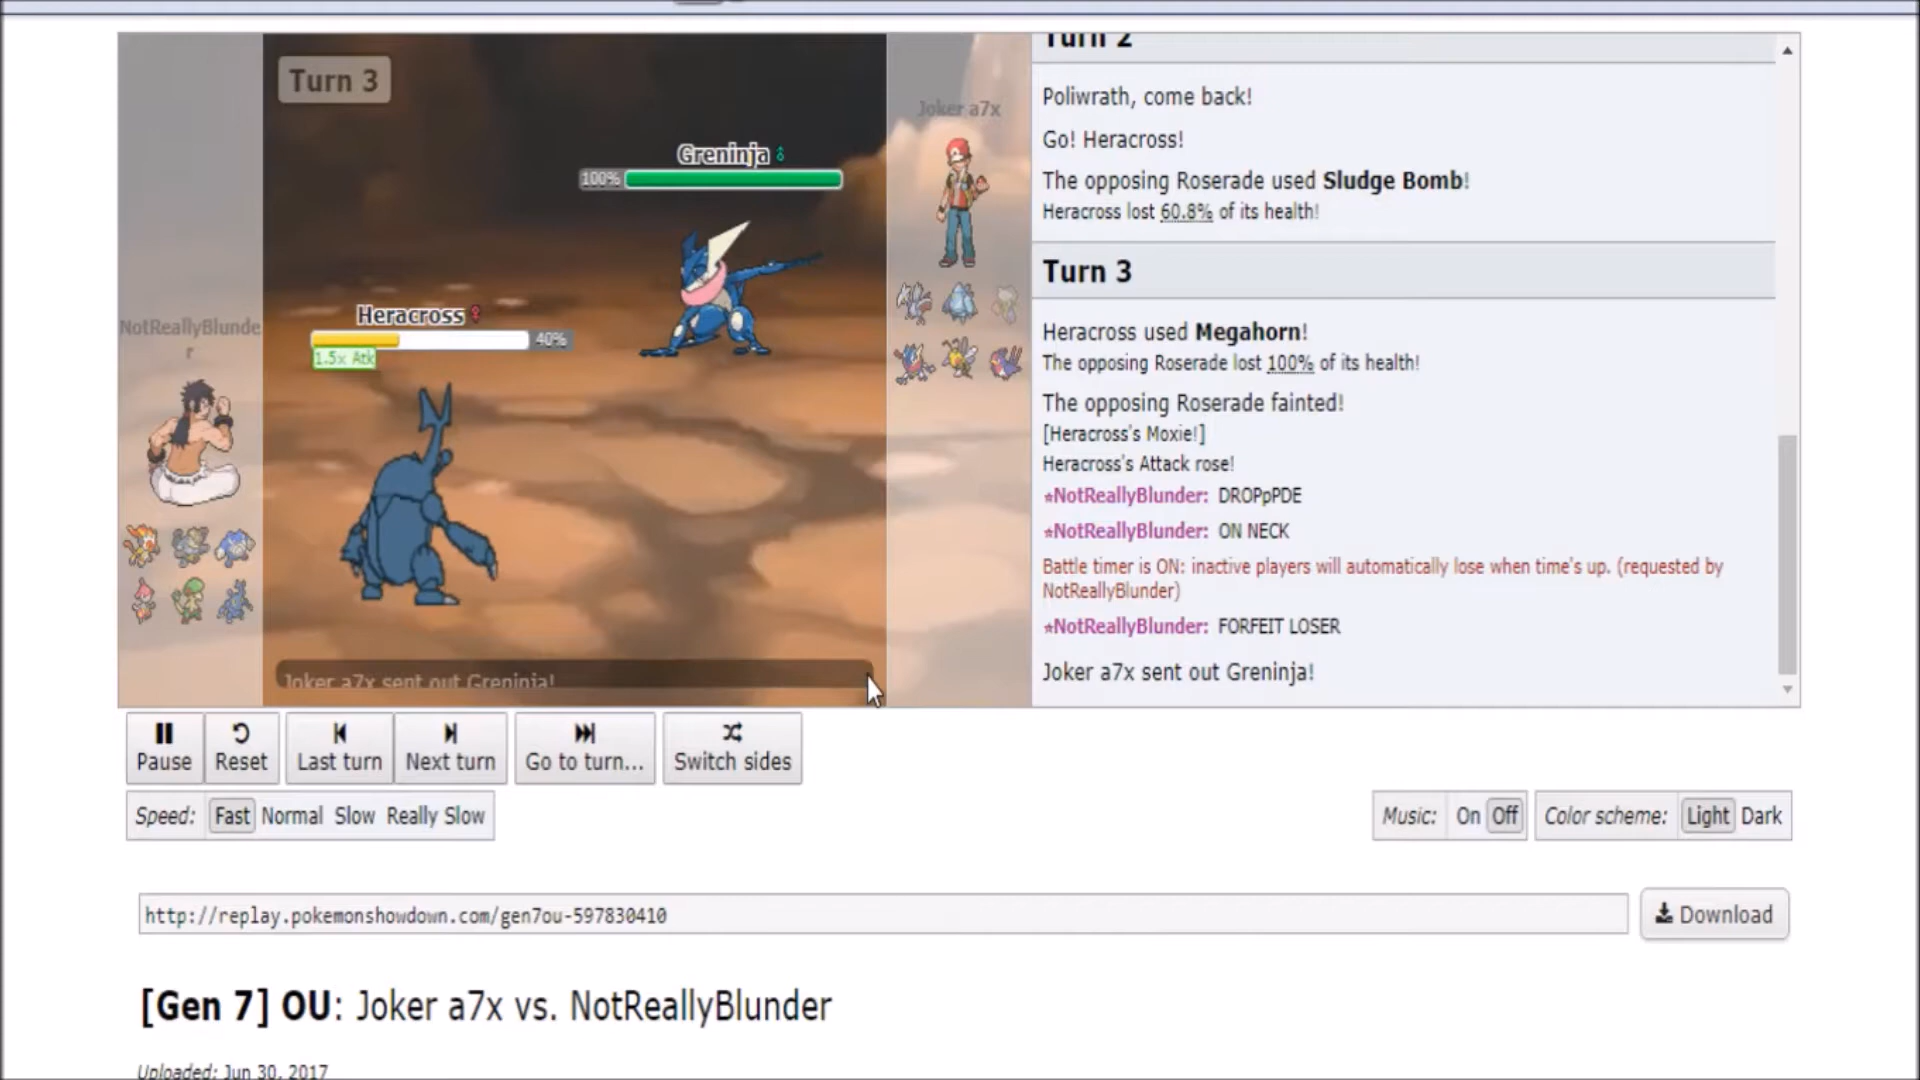 Turn 3
Joker a7x
Greninja ♂
100%
NotReallyBlunde
r
Heracross ♀
40%
1.5x Atk
Joker a7x sent out Greninja!
Turn 2
Poliwrath, come back!
Go! Heracross!
The opposing Roserade used Sludge Bomb!
Heracross lost 60.8% of its health!
Turn 3
Heracross used Megahorn!
The opposing Roserade lost 100% of its health!
The opposing Roserade fainted!
[Heracross's Moxie!]
Heracross's Attack rose!
☆NotReallyBlunder: DROPpPDE
☆NotReallyBlunder: ON NECK
Battle timer is ON: inactive players will automatically lose when time's up. (requested by
NotReallyBlunder)
☆NotReallyBlunder: FORFEIT LOSER
Joker a7x sent out Greninja!
Pause Reset Last turn Next turn Go to turn... Switch sides
Speed: Fast Normal Slow Really Slow
Music: On Off Color scheme: Light Dark
http://replay.pokemonshowdown.com/gen7ou-597830410
Download
[Gen 7] OU: Joker a7x vs. NotReallyBlunder
Uploaded: Jun 30, 2017